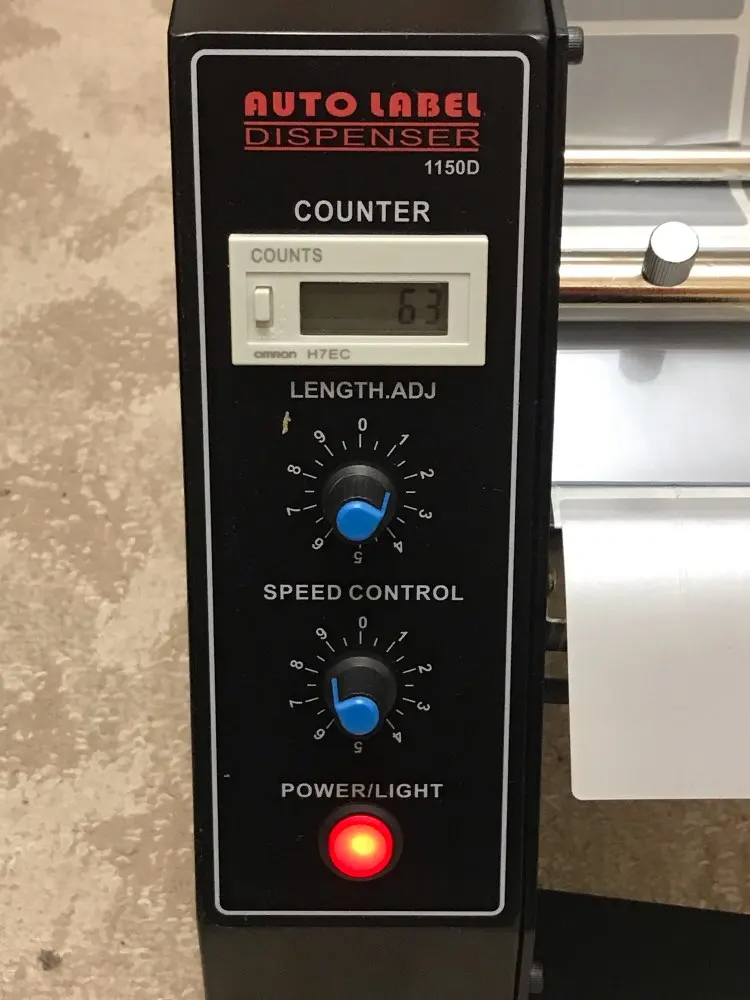 AUTO LABEL
DISPENSER
1150D
COUNTER
COUNTS
63
omron H7EC
LENGTH.ADJ
0
1
2
3
4
5
6
7
8
9
SPEED CONTROL
0
1
2
3
4
5
6
7
8
9
POWER/LIGHT